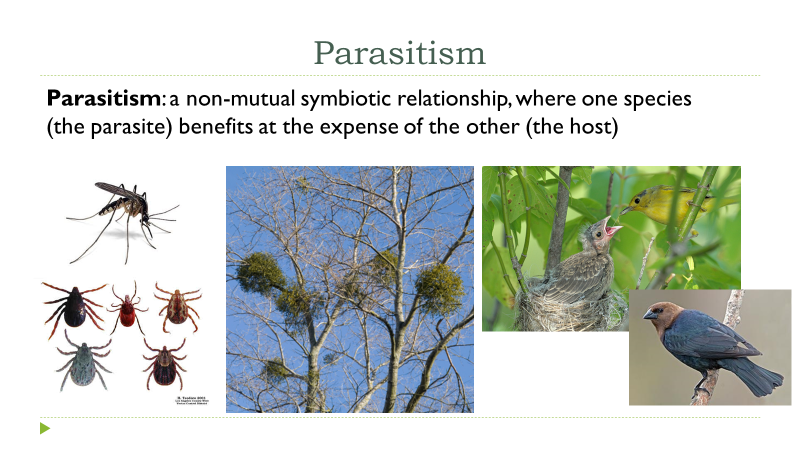 Parasitism
Parasitism: a non-mutual symbiotic relationship, where one species
(the parasite) benefits at the expense of the other (the host)